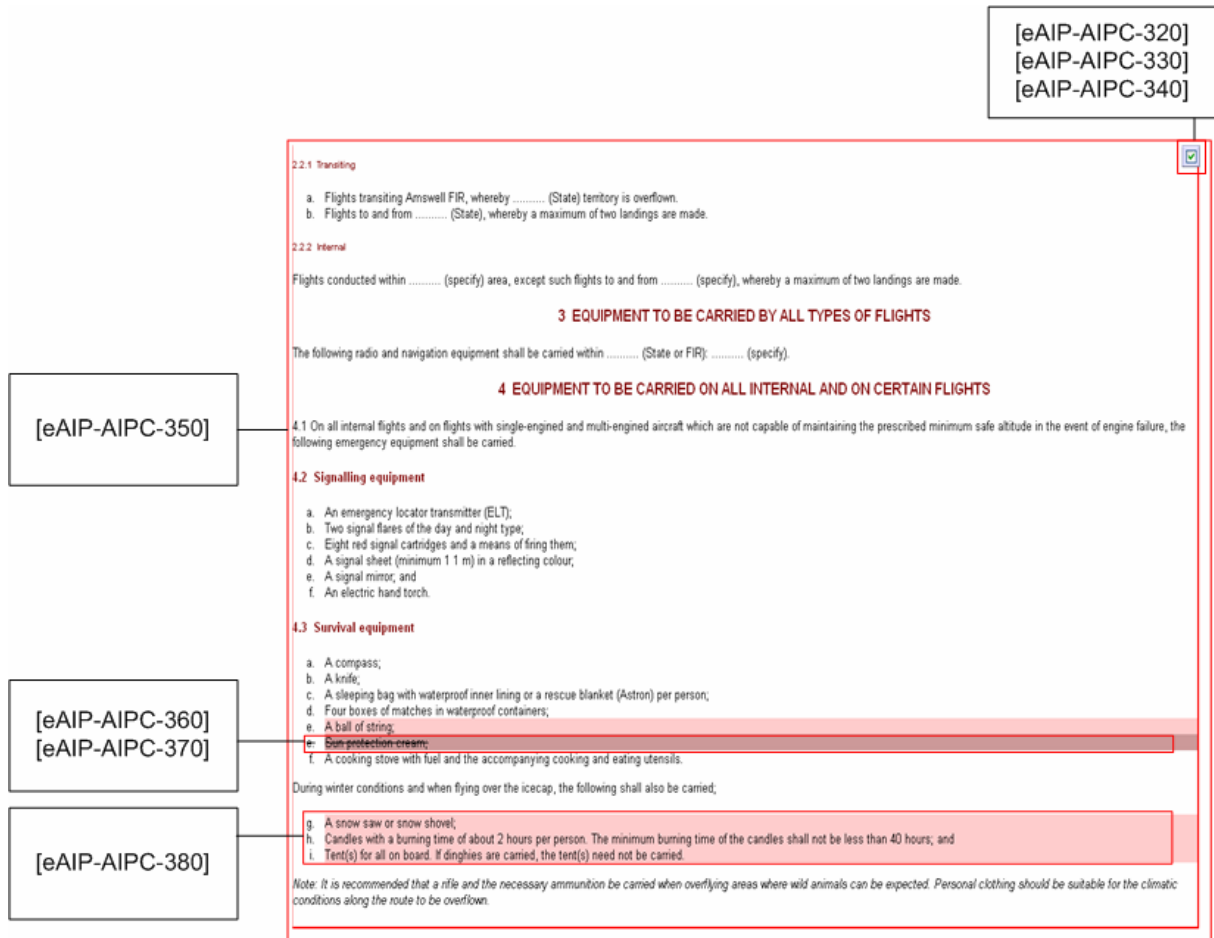 [eAIP-AIPC-320]
[eAIP-AIPC-330]
[eAIP-AIPC-340]
2.2.1 Transiting
a. Flights transiting Amswell FIR, whereby .......... (State) territory is overflown.
b. Flights to and from .......... (State), whereby a maximum of two landings are made.
2.2.2 Internal
Flights conducted within .......... (specify) area, except such flights to and from .......... (specify), whereby a maximum of two landings are made.
3 EQUIPMENT TO BE CARRIED BY ALL TYPES OF FLIGHTS
The following radio and navigation equipment shall be carried within .......... (State or FIR): .......... (specify).
4 EQUIPMENT TO BE CARRIED ON ALL INTERNAL AND ON CERTAIN FLIGHTS
[eAIP-AIPC-350]
4.1 On all internal flights and on flights with single-engined and multi-engined aircraft which are not capable of maintaining the prescribed minimum safe altitude in the event of engine failure, the
following emergency equipment shall be carried.
4.2 Signalling equipment
a. An emergency locator transmitter (ELT);
b. Two signal flares of the day and night type;
c. Eight red signal cartridges and a means of firing them;
d. A signal sheet (minimum 1 1 m) in a reflecting colour;
e. A signal mirror; and
f. An electric hand torch.
4.3 Survival equipment
a. A compass;
b. A knife;
c. A sleeping bag with waterproof inner lining or a rescue blanket (Astron) per person;
d. Four boxes of matches in waterproof containers;
[eAIP-AIPC-360]
[eAIP-AIPC-370]
e. A ball of string;
e. Sun protection cream;
f. A cooking stove with fuel and the accompanying cooking and eating utensils.
During winter conditions and when flying over the icecap, the following shall also be carried;
[eAIP-AIPC-380]
g. A snow saw or snow shovel;
h. Candles with a burning time of about 2 hours per person. The minimum burning time of the candles shall not be less than 40 hours; and
i. Tent(s) for all on board. If dinghies are carried, the tent(s) need not be carried.
Note: It is recommended that a rifle and the necessary ammunition be carried when overflying areas where wild animals can be expected. Personal clothing should be suitable for the climatic
conditions along the route to be overflown.